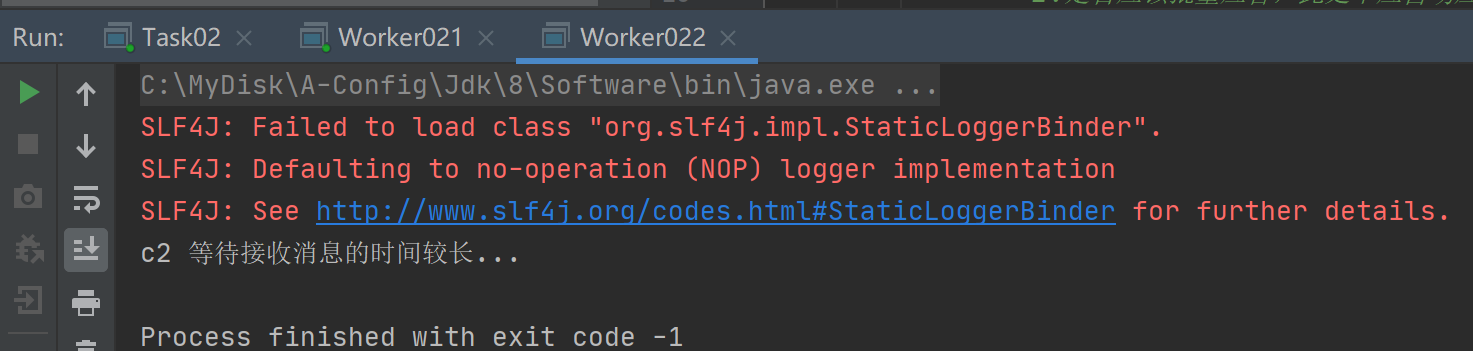 Run: Task02 Worker021 Worker022
C:\MyDisk\A-Config\Jdk\8\Software\bin\java.exe ...
SLF4J: Failed to load class "org.slf4j.impl.StaticLoggerBinder".
SLF4J: Defaulting to no-operation (NOP) logger implementation
SLF4J: See http://www.slf4j.org/codes.html#StaticLoggerBinder for further details.
c2 等待接收消息的时间较长...
Process finished with exit code -1